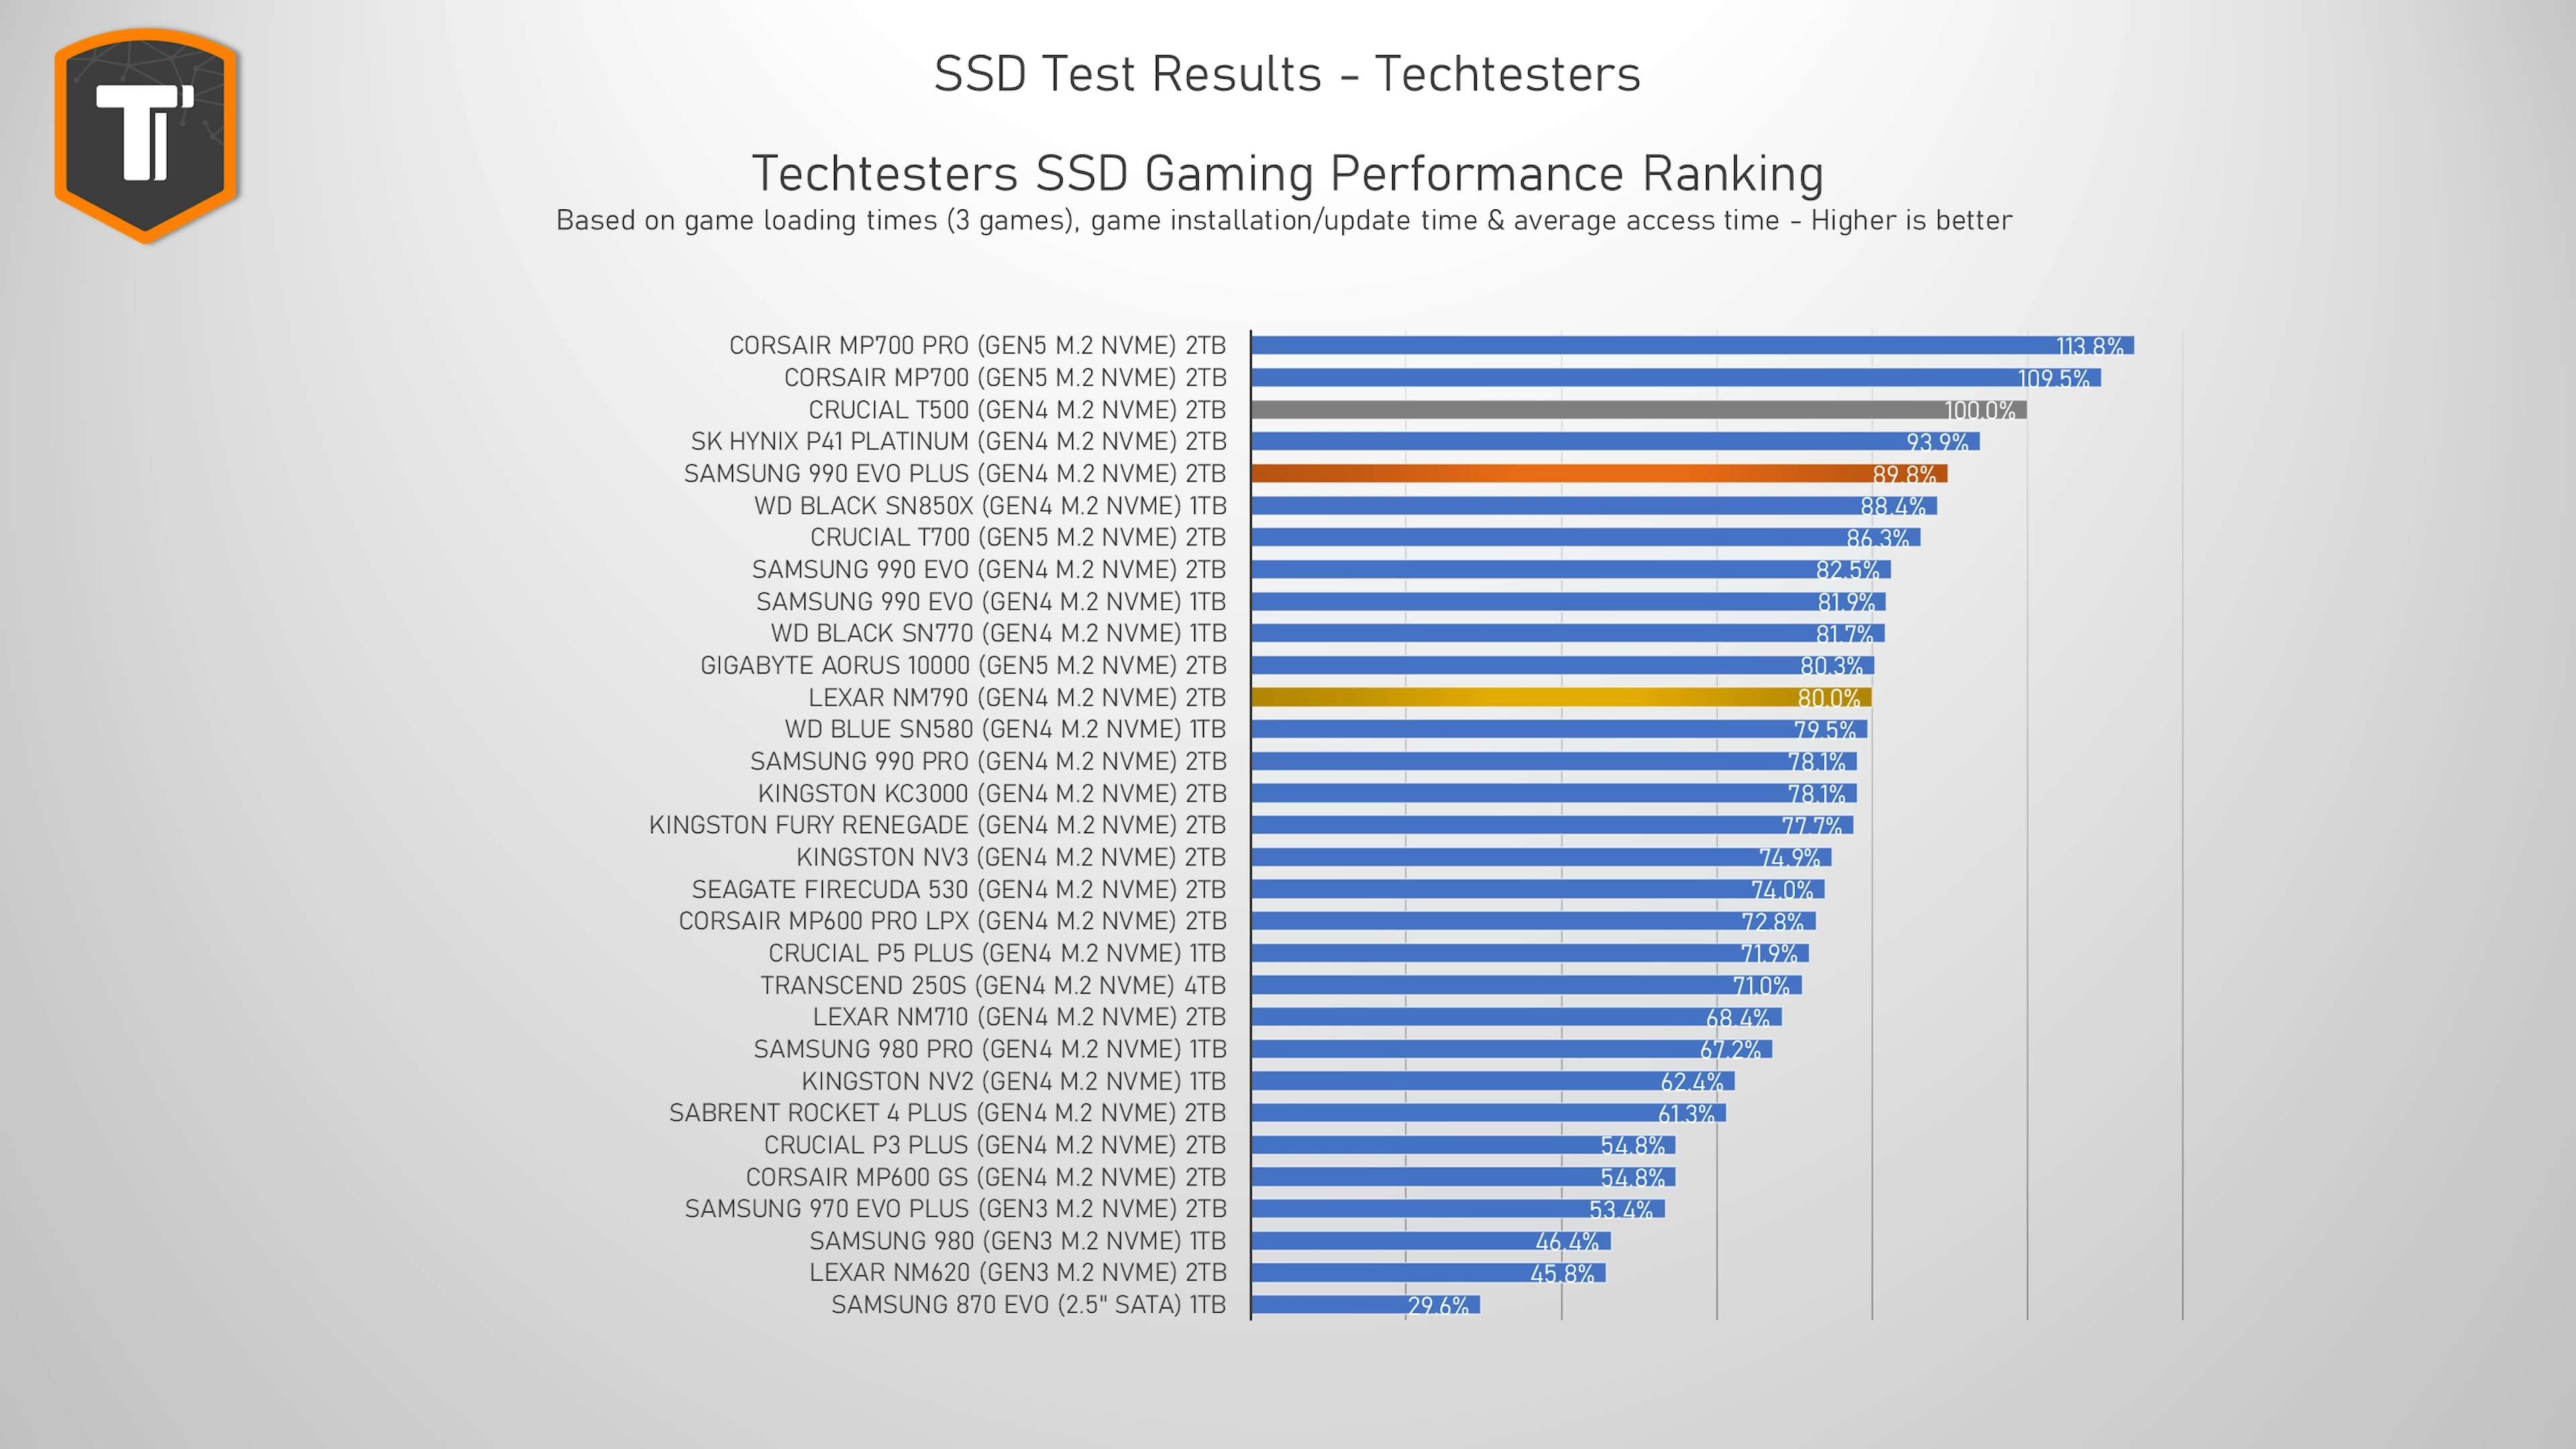 SSD Test Results - Techtesters
Techtesters SSD Gaming Performance Ranking
Based on game loading times (3 games), game installation/update time & average access time - Higher is better
CORSAIR MP700 PRO (GEN5 M.2 NVME) 2TB 113.8%
CORSAIR MP700 (GEN5 M.2 NVME) 2TB 109.5%
CRUCIAL T500 (GEN4 M.2 NVME) 2TB 100.0%
SK HYNIX P41 PLATINUM (GEN4 M.2 NVME) 2TB 93.9%
SAMSUNG 990 EVO PLUS (GEN4 M.2 NVME) 2TB 89.8%
WD BLACK SN850X (GEN4 M.2 NVME) 1TB 88.4%
CRUCIAL T700 (GEN5 M.2 NVME) 2TB 86.3%
SAMSUNG 990 EVO (GEN4 M.2 NVME) 2TB 82.5%
SAMSUNG 990 EVO (GEN4 M.2 NVME) 1TB 81.9%
WD BLACK SN770 (GEN4 M.2 NVME) 1TB 81.7%
GIGABYTE AORUS 10000 (GEN5 M.2 NVME) 2TB 80.3%
LEXAR NM790 (GEN4 M.2 NVME) 2TB 80.0%
WD BLUE SN580 (GEN4 M.2 NVME) 1TB 79.5%
SAMSUNG 990 PRO (GEN4 M.2 NVME) 2TB 78.1%
KINGSTON KC3000 (GEN4 M.2 NVME) 2TB 78.1%
KINGSTON FURY RENEGADE (GEN4 M.2 NVME) 2TB 77.7%
KINGSTON NV3 (GEN4 M.2 NVME) 2TB 74.9%
SEAGATE FIRECUDA 530 (GEN4 M.2 NVME) 2TB 74.0%
CORSAIR MP600 PRO LPX (GEN4 M.2 NVME) 2TB 72.8%
CRUCIAL P5 PLUS (GEN4 M.2 NVME) 1TB 71.9%
TRANSCEND 250S (GEN4 M.2 NVME) 4TB 71.0%
LEXAR NM710 (GEN4 M.2 NVME) 2TB 68.4%
SAMSUNG 980 PRO (GEN4 M.2 NVME) 1TB 67.2%
KINGSTON NV2 (GEN4 M.2 NVME) 1TB 62.4%
SABRENT ROCKET 4 PLUS (GEN4 M.2 NVME) 2TB 61.3%
CRUCIAL P3 PLUS (GEN4 M.2 NVME) 2TB 54.8%
CORSAIR MP600 GS (GEN4 M.2 NVME) 2TB 54.8%
SAMSUNG 970 EVO PLUS (GEN3 M.2 NVME) 2TB 53.4%
SAMSUNG 980 (GEN3 M.2 NVME) 1TB 46.4%
LEXAR NM620 (GEN3 M.2 NVME) 2TB 45.8%
SAMSUNG 870 EVO (2.5" SATA) 1TB 29.6%